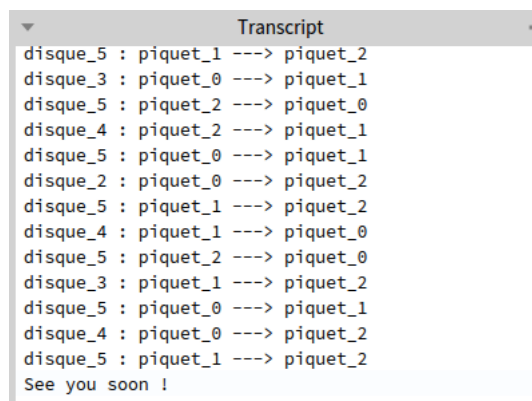 Transcript
disque_5 : piquet_1 ---> piquet_2
disque_3 : piquet_0 ---> piquet_1
disque_5 : piquet_2 ---> piquet_0
disque_4 : piquet_2 ---> piquet_1
disque_5 : piquet_0 ---> piquet_1
disque_2 : piquet_0 ---> piquet_2
disque_5 : piquet_1 ---> piquet_2
disque_4 : piquet_1 ---> piquet_0
disque_5 : piquet_2 ---> piquet_0
disque_3 : piquet_1 ---> piquet_2
disque_5 : piquet_0 ---> piquet_1
disque_4 : piquet_0 ---> piquet_2
disque_5 : piquet_1 ---> piquet_2
See you soon !